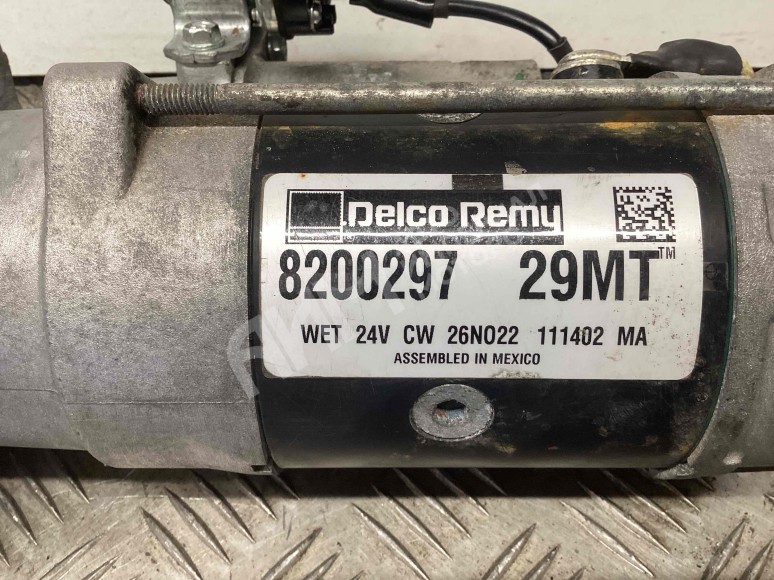 Delco Remy
8200297 29MT™
WET 24V CW 26NO22 111402 MA
ASSEMBLED IN MEXICO